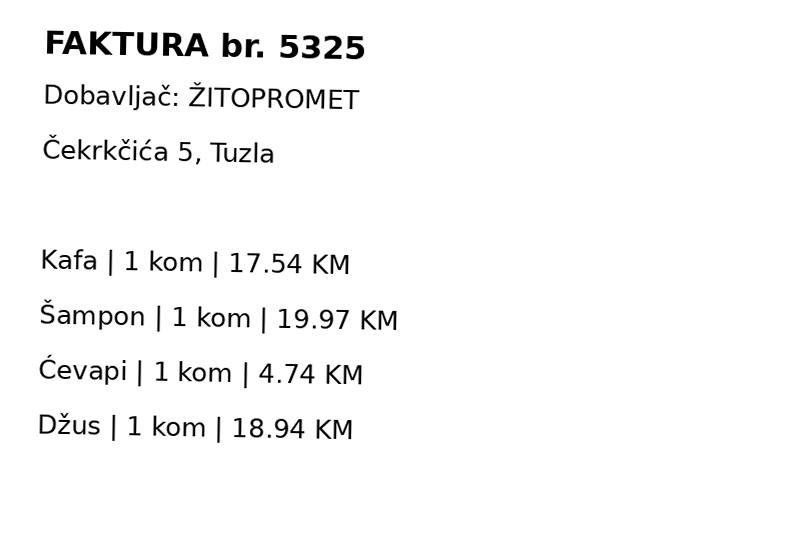 FAKTURA br. 5325
Dobavljač: ŽITOPROMET
Čekrkčića 5, Tuzla
Kafa | 1 kom | 17.54 KM
Šampon | 1 kom | 19.97 KM
Ćevapi | 1 kom | 4.74 KM
Džus | 1 kom | 18.94 KM